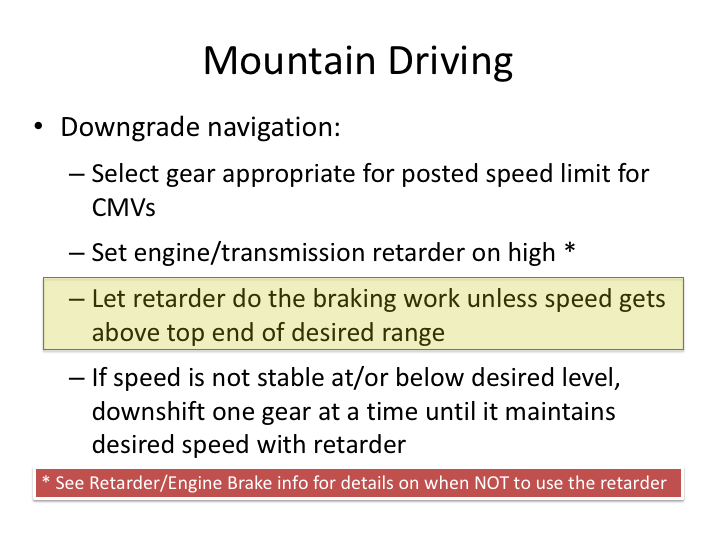 Mountain Driving
• Downgrade navigation:
– Select gear appropriate for posted speed limit for
CMVs
– Set engine/transmission retarder on high *
– Let retarder do the braking work unless speed gets
above top end of desired range
– If speed is not stable at/or below desired level,
downshift one gear at a time until it maintains
desired speed with retarder
* See Retarder/Engine Brake info for details on when NOT to use the retarder